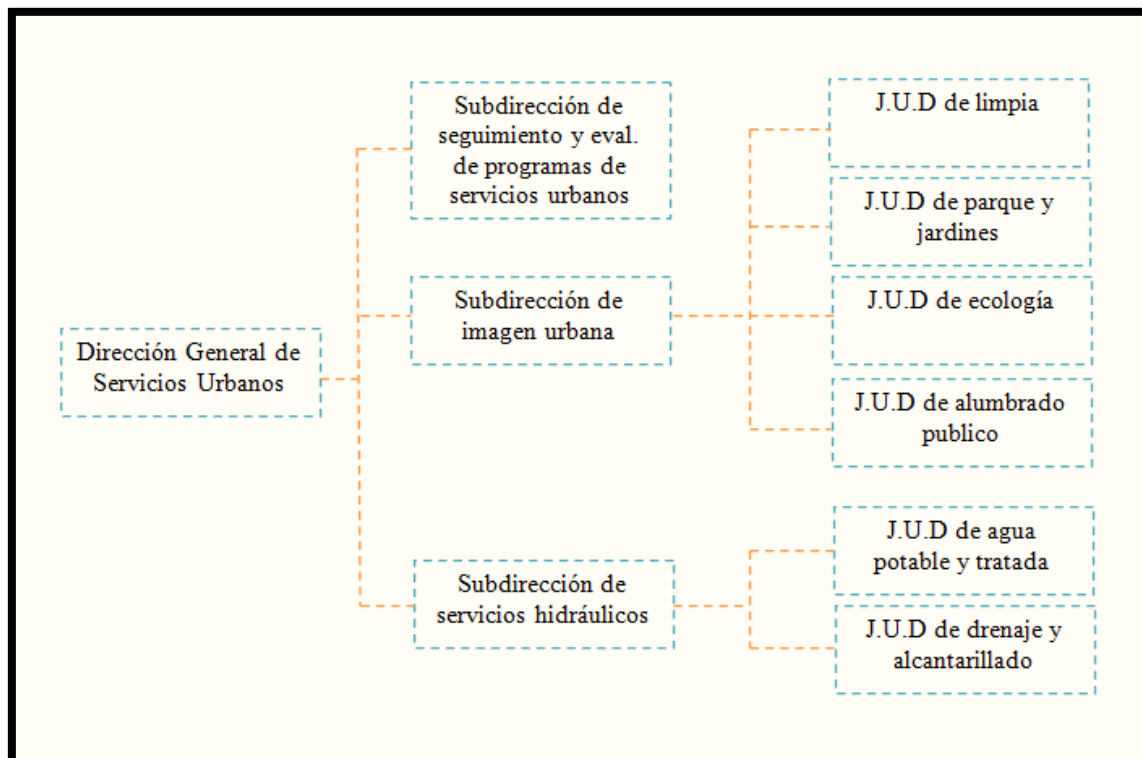 Dirección General de
Servicios Urbanos
Subdirección de
seguimiento y eval.
de programas de
servicios urbanos
Subdirección de
imagen urbana
J.U.D de limpia
J.U.D de parque y
jardines
J.U.D de ecología
J.U.D de alumbrado
publico
Subdirección de
servicios hidráulicos
J.U.D de agua
potable y tratada
J.U.D de drenaje y
alcantarillado